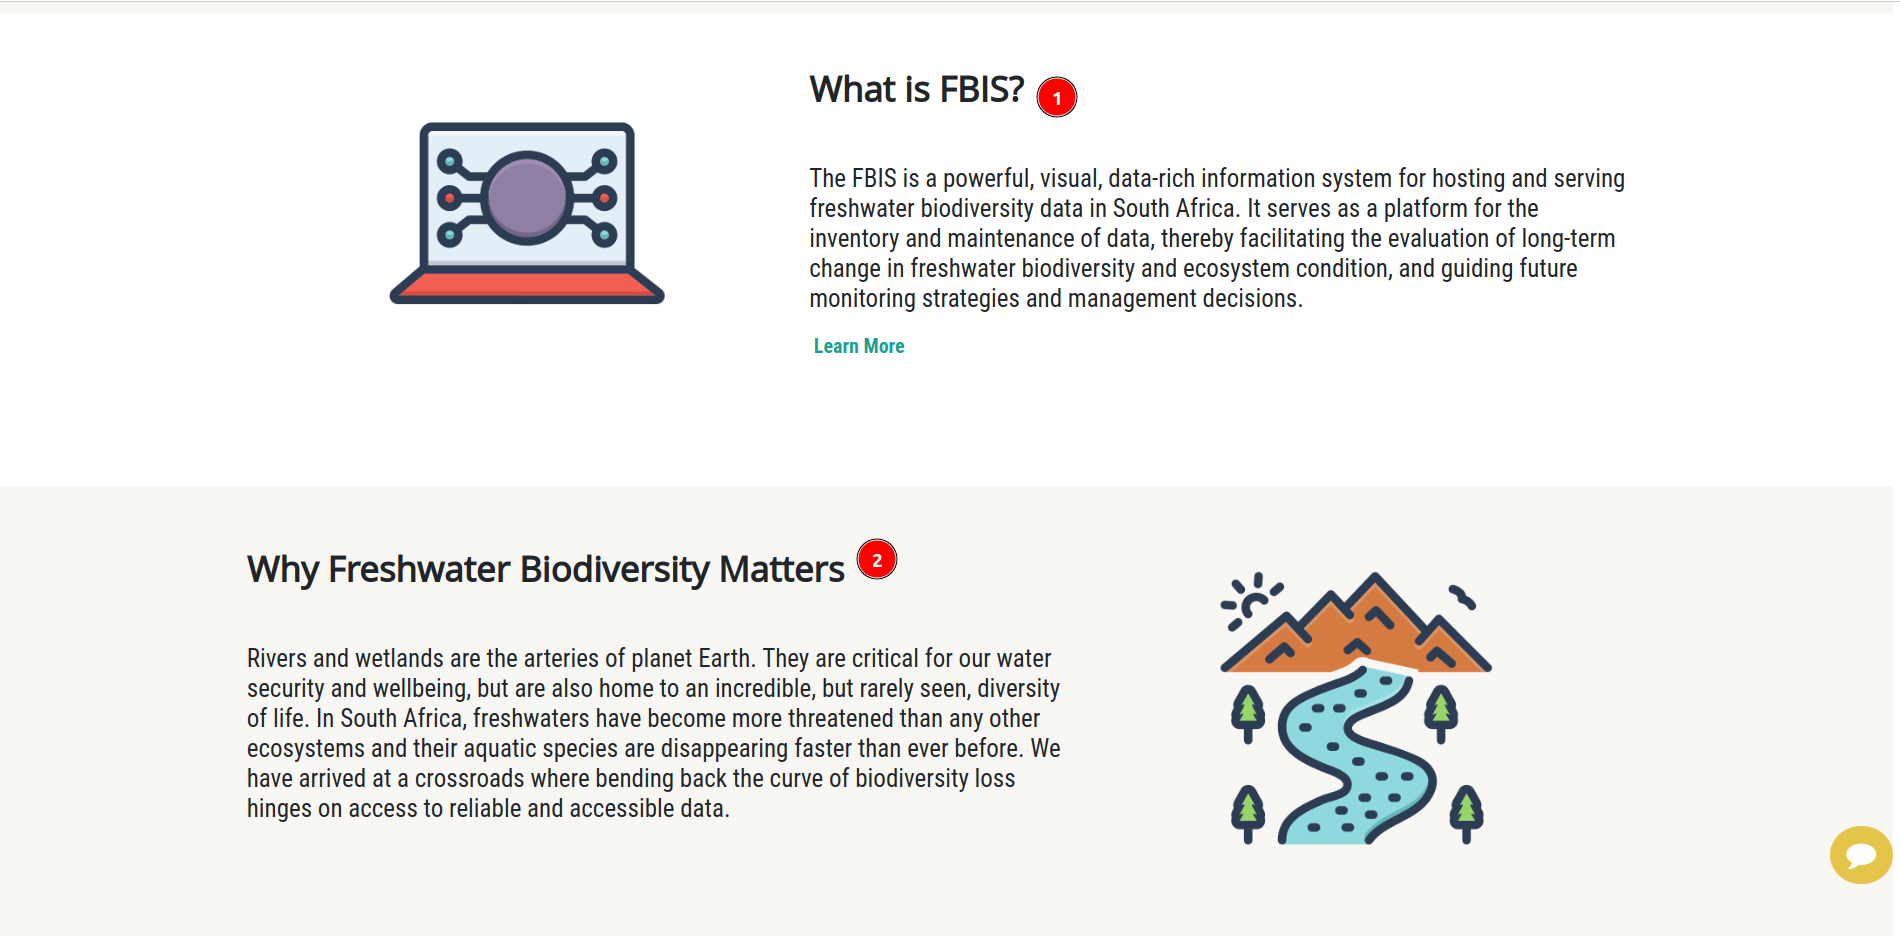 What is FBIS?
1
The FBIS is a powerful, visual, data-rich information system for hosting and serving
freshwater biodiversity data in South Africa. It serves as a platform for the
inventory and maintenance of data, thereby facilitating the evaluation of long-term
change in freshwater biodiversity and ecosystem condition, and guiding future
monitoring strategies and management decisions.
Learn More
Why Freshwater Biodiversity Matters
2
Rivers and wetlands are the arteries of planet Earth. They are critical for our water
security and wellbeing, but are also home to an incredible, but rarely seen, diversity
of life. In South Africa, freshwaters have become more threatened than any other
ecosystems and their aquatic species are disappearing faster than ever before. We
have arrived at a crossroads where bending back the curve of biodiversity loss
hinges on access to reliable and accessible data.